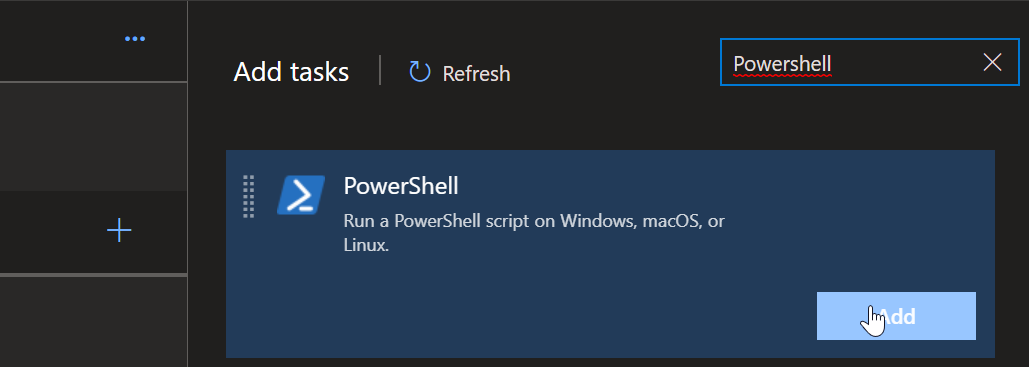 Add tasks
Refresh
Powershell
PowerShell
Run a PowerShell script on Windows, macOS, or
Linux.
Add